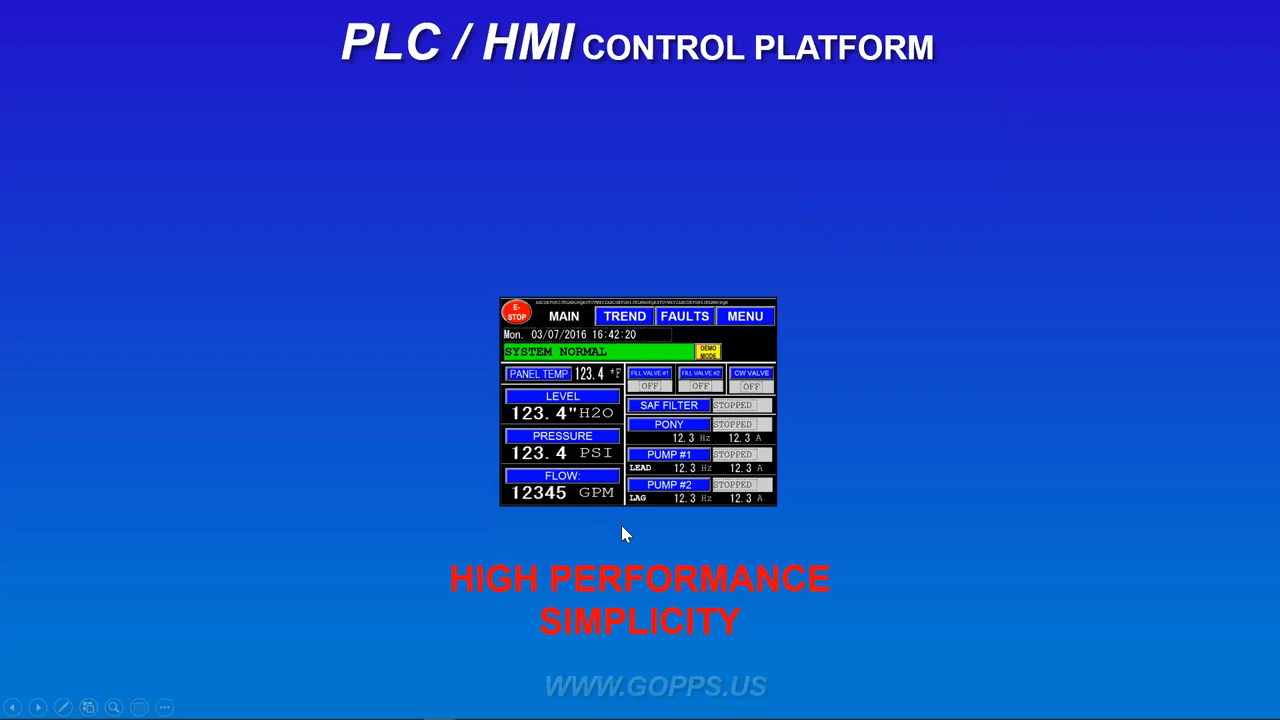 PLC / HMI CONTROL PLATFORM
E-STOP
MAIN TREND FAULTS MENU
Mon. 03/07/2016 16:42:20
SYSTEM NORMAL
DEMO MODE
PANEL TEMP 123.4 °F
FILL VALVE #1 FILL VALVE #2 CW VALVE
OFF OFF OFF
LEVEL
123.4"H2O
PRESSURE
123.4 PSI
FLOW:
12345 GPM
SAF FILTER STOPPED
PONY STOPPED
12.3 Hz 12.3 A
PUMP #1 STOPPED
LEAD 12.3 Hz 12.3 A
PUMP #2 STOPPED
LAG 12.3 Hz 12.3 A
HIGH PERFORMANCE
SIMPLICITY
WWW.GOPPS.US